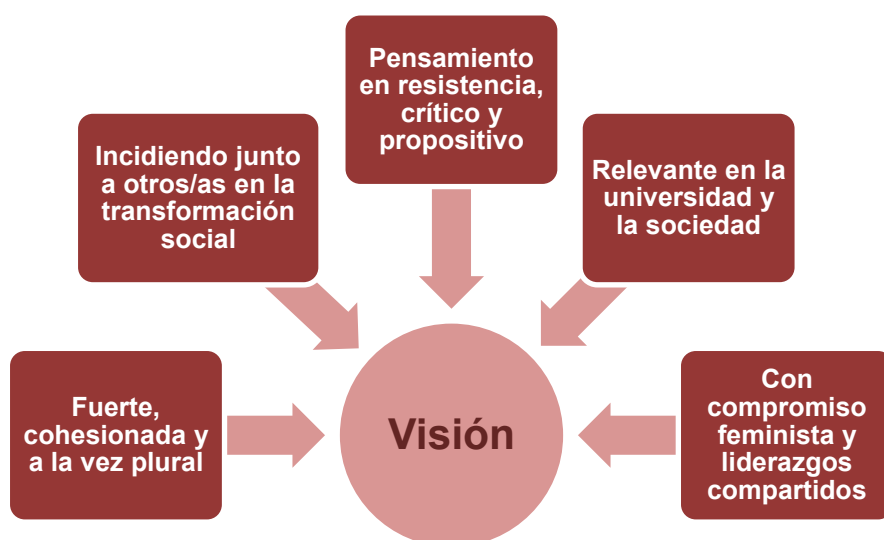 Pensamiento
en resistencia,
crítico y
propositivo
Incidiendo junto
a otros/as en la
transformación
social
Relevante en la
universidad y
la sociedad
Fuerte,
cohesionada y
a la vez plural
Visión
Con
compromiso
feminista y
liderazgos
compartidos